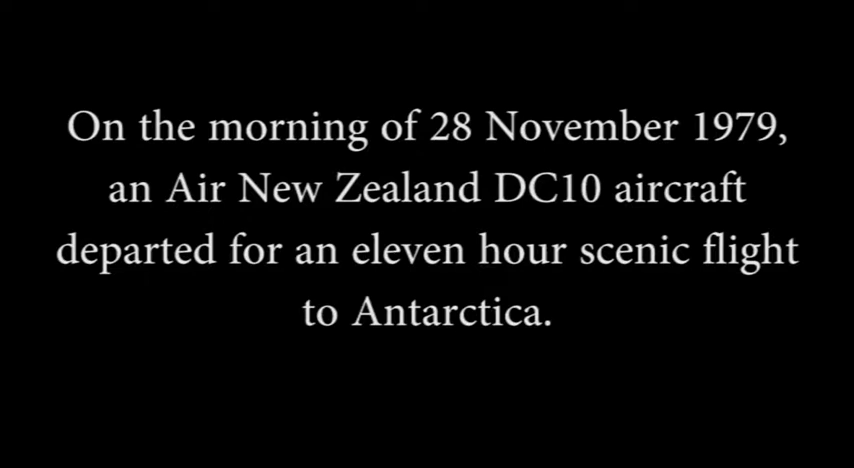 On the morning of 28 November 1979,
an Air New Zealand DC10 aircraft
departed for an eleven hour scenic flight
to Antarctica.